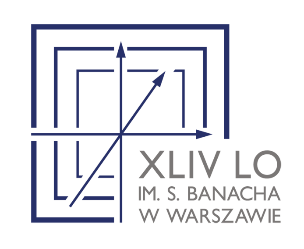 XLIV LO
IM. S. BANACHA
W WARSZAWIE